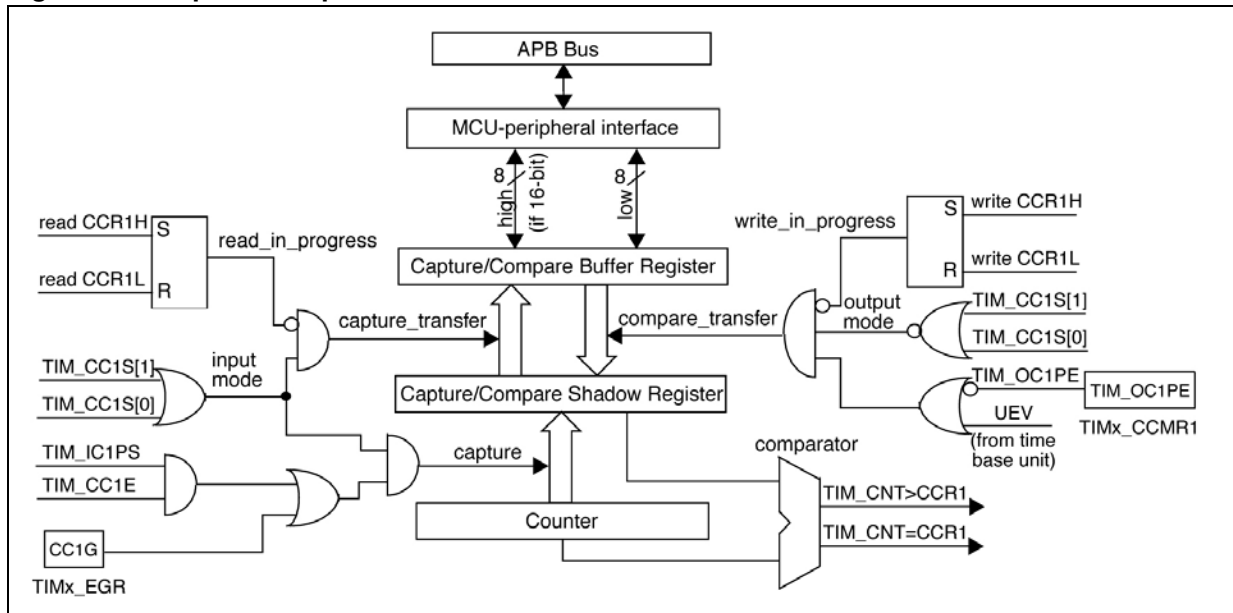 APB Bus
MCU-peripheral interface
8
high
(if 16-bit)
8
low
read CCR1H
S
read_in_progress
read CCR1L
R
write_in_progress
S
write CCR1H
R
write CCR1L
Capture/Compare Buffer Register
capture_transfer
compare_transfer
output
mode
TIM_CC1S[1]
TIM_CC1S[0]
input
mode
TIM_CC1S[1]
TIM_CC1S[0]
Capture/Compare Shadow Register
TIM_OC1PE
TIM_OC1PE
UEV
TIMx_CCMR1
(from time
base unit)
TIM_IC1PS
TIM_CC1E
capture
comparator
Counter
TIM_CNT>CCR1
TIM_CNT=CCR1
CC1G
TIMx_EGR